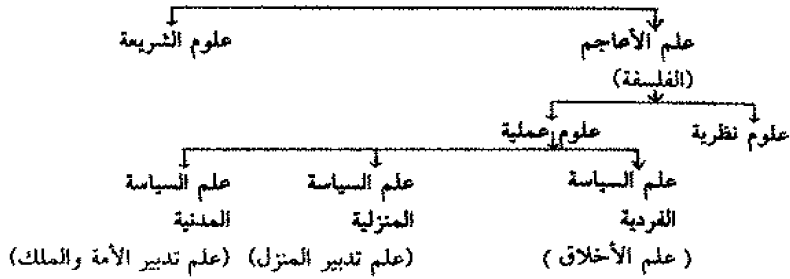 علم الأعاجم علوم الشريعة
(الفلسفة)
علوم نظرية علوم عملية
علم السياسة علم السياسة علم السياسة
الفردية المنزلية المدنية
( علم الأخلاق ) (علم تدبير المنزل) (علم تدبير الأمة والملك)